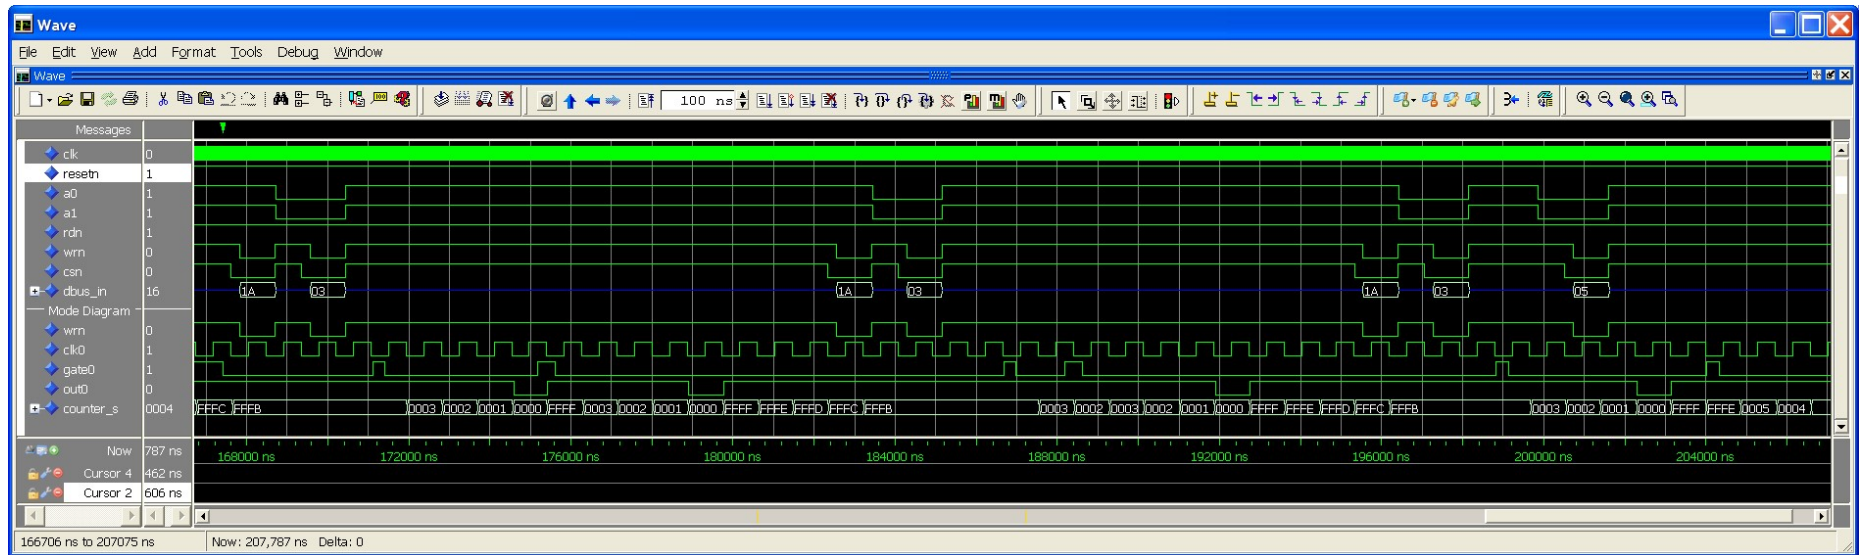 Wave
File Edit View Add Format Tools Debug Window
Wave
100 ns
Messages
clk 0
resetn 1
a0 1
a1 1
rdn 1
wrn 0
csn 0
dbus_in 16 1A 03 1A 03 1A 03 05
Mode Diagram
wrn 0
clk0 1
gate0 1
out0 0
counter_s 0004 FFFC FFFB 0003 0002 0001 0000 FFFF 0003 0002 0001 0000 FFFF FFFE FFFD FFFC FFFB 0003 0002 0003 0002 0001 0000 FFFF FFFE FFFD FFFC FFFB 0003 0002 0001 0000 FFFF FFFE 0005 0004
Now 787 ns 168000 ns 172000 ns 176000 ns 180000 ns 184000 ns 188000 ns 192000 ns 196000 ns 200000 ns 204000 ns
Cursor 4 462 ns
Cursor 2 606 ns
166706 ns to 207075 ns Now: 207,787 ns Delta: 0